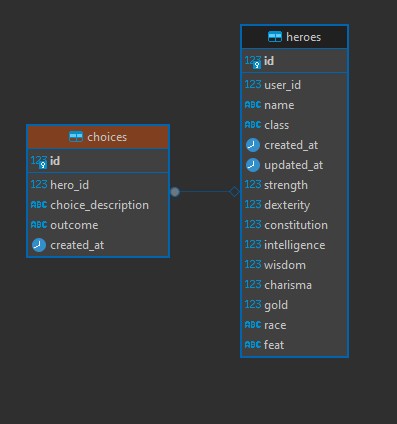 choices
123 id
123 hero_id
ABC choice_description
ABC outcome
created_at
heroes
123 id
123 user_id
ABC name
ABC class
created_at
updated_at
123 strength
123 dexterity
123 constitution
123 intelligence
123 wisdom
123 charisma
123 gold
ABC race
ABC feat